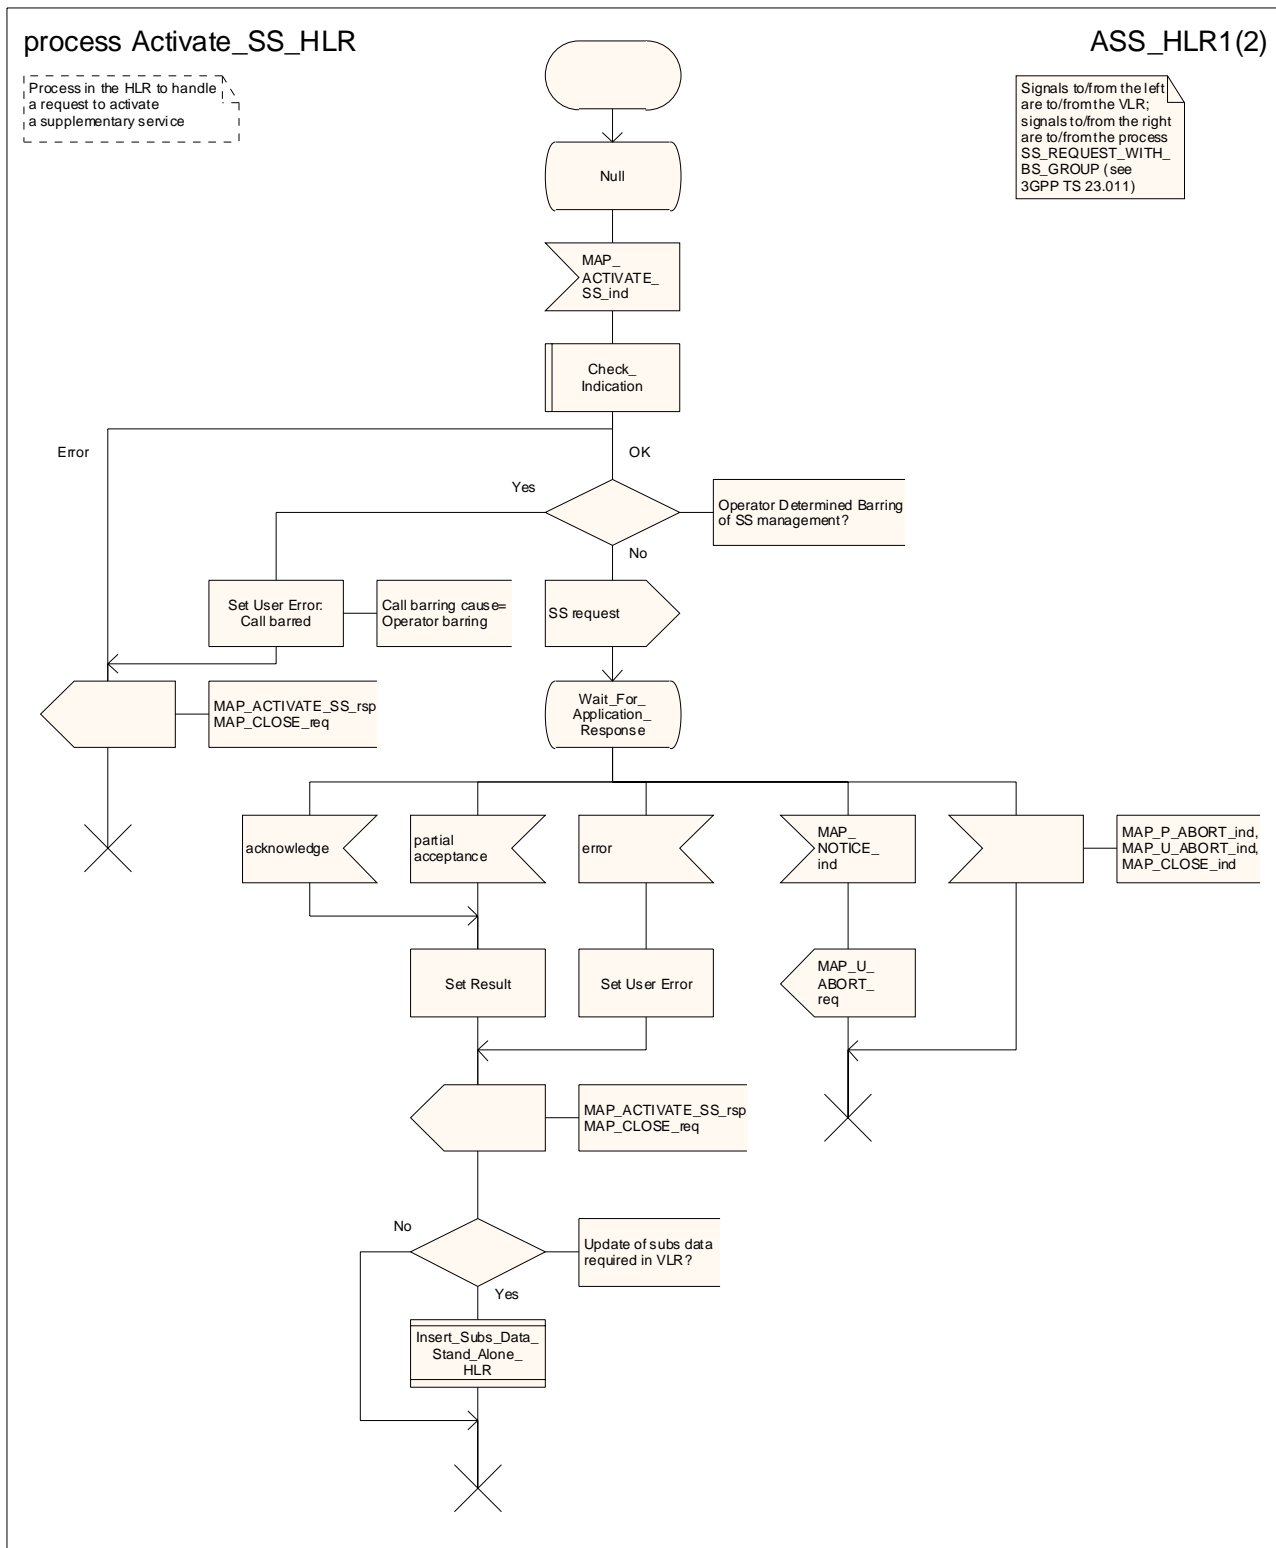 process Activate_SS_HLR
ASS_HLR1(2)
Process in the HLR to handle
a request to activate
a supplementary service
Signals to/from the left
are to/from the VLR;
signals to/from the right
are to/from the process
SS_REQUEST_WITH_
BS_GROUP (see
3GPP TS 23.011)
Null
MAP_
ACTIVATE_
SS_ind
Check_
Indication
Error
OK
Yes
Operator Determined Barring
of SS management?
No
Set User Error:
Call barred
Call barring cause=
Operator barring
SS request
MAP_ACTIVATE_SS_rsp
MAP_CLOSE_req
Wait_For_
Application_
Response
acknowledge
partial
acceptance
error
MAP_
NOTICE_
ind
MAP_P_ABORT_ind,
MAP_U_ABORT_ind,
MAP_CLOSE_ind
Set Result
Set User Error
MAP_U_
ABORT_
req
MAP_ACTIVATE_SS_rsp
MAP_CLOSE_req
No
Update of subs data
required in VLR?
Yes
Insert_Subs_Data_
Stand_Alone_
HLR